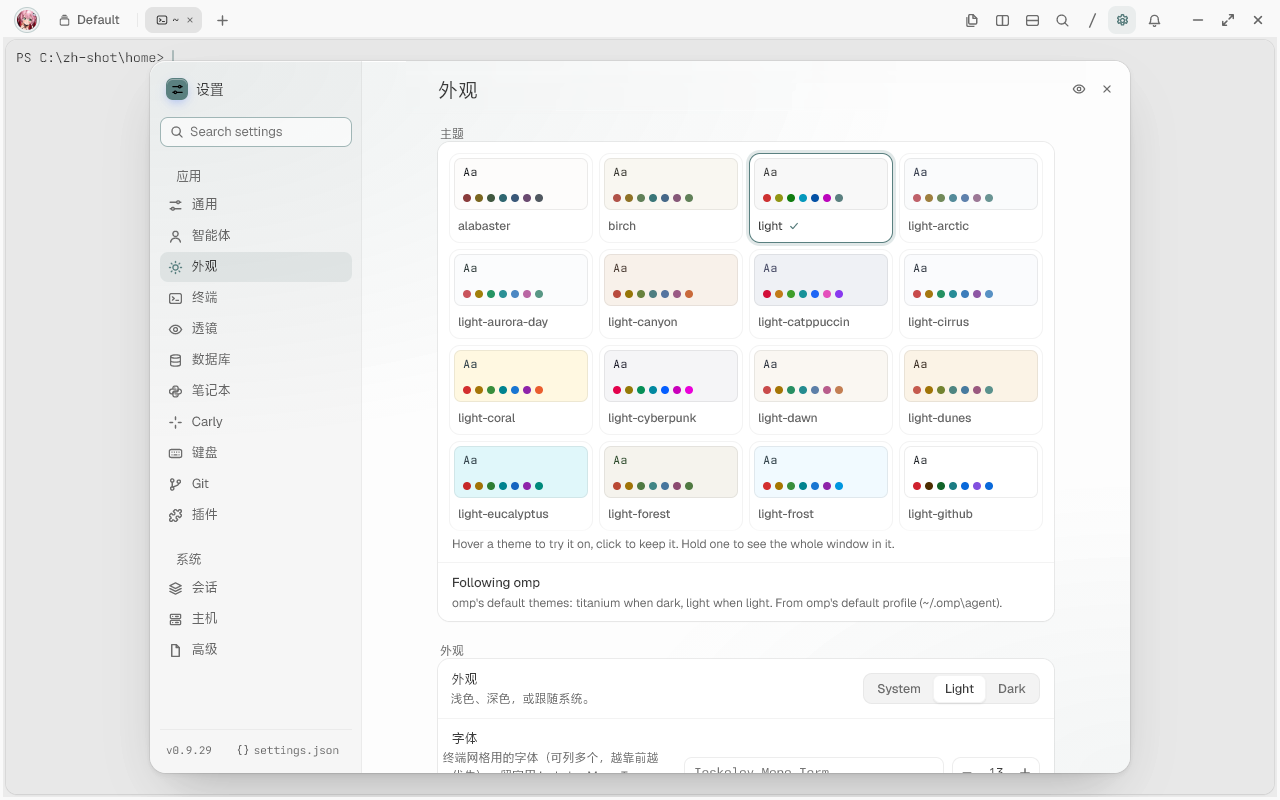 Default
~
PS C:\zh-shot\home>
设置
Search settings
应用
通用
智能体
外观
终端
透镜
数据库
笔记本
Carly
键盘
Git
插件
系统
会话
主机
高级
v0.9.29
{} settings.json
外观
主题
Aa Aa Aa Aa
alabaster birch light light-arctic
Aa Aa Aa Aa
light-aurora-day light-canyon light-catppuccin light-cirrus
Aa Aa Aa Aa
light-coral light-cyberpunk light-dawn light-dunes
Aa Aa Aa Aa
light-eucalyptus light-forest light-frost light-github
Hover a theme to try it on, click to keep it. Hold one to see the whole window in it.
Following omp
omp's default themes: titanium when dark, light when light. From omp's default profile (~/.omp\agent).
外观
外观
浅色、深色，或跟随系统。
System Light Dark
字体
终端网格用的字体（可列多个，越靠前越
13